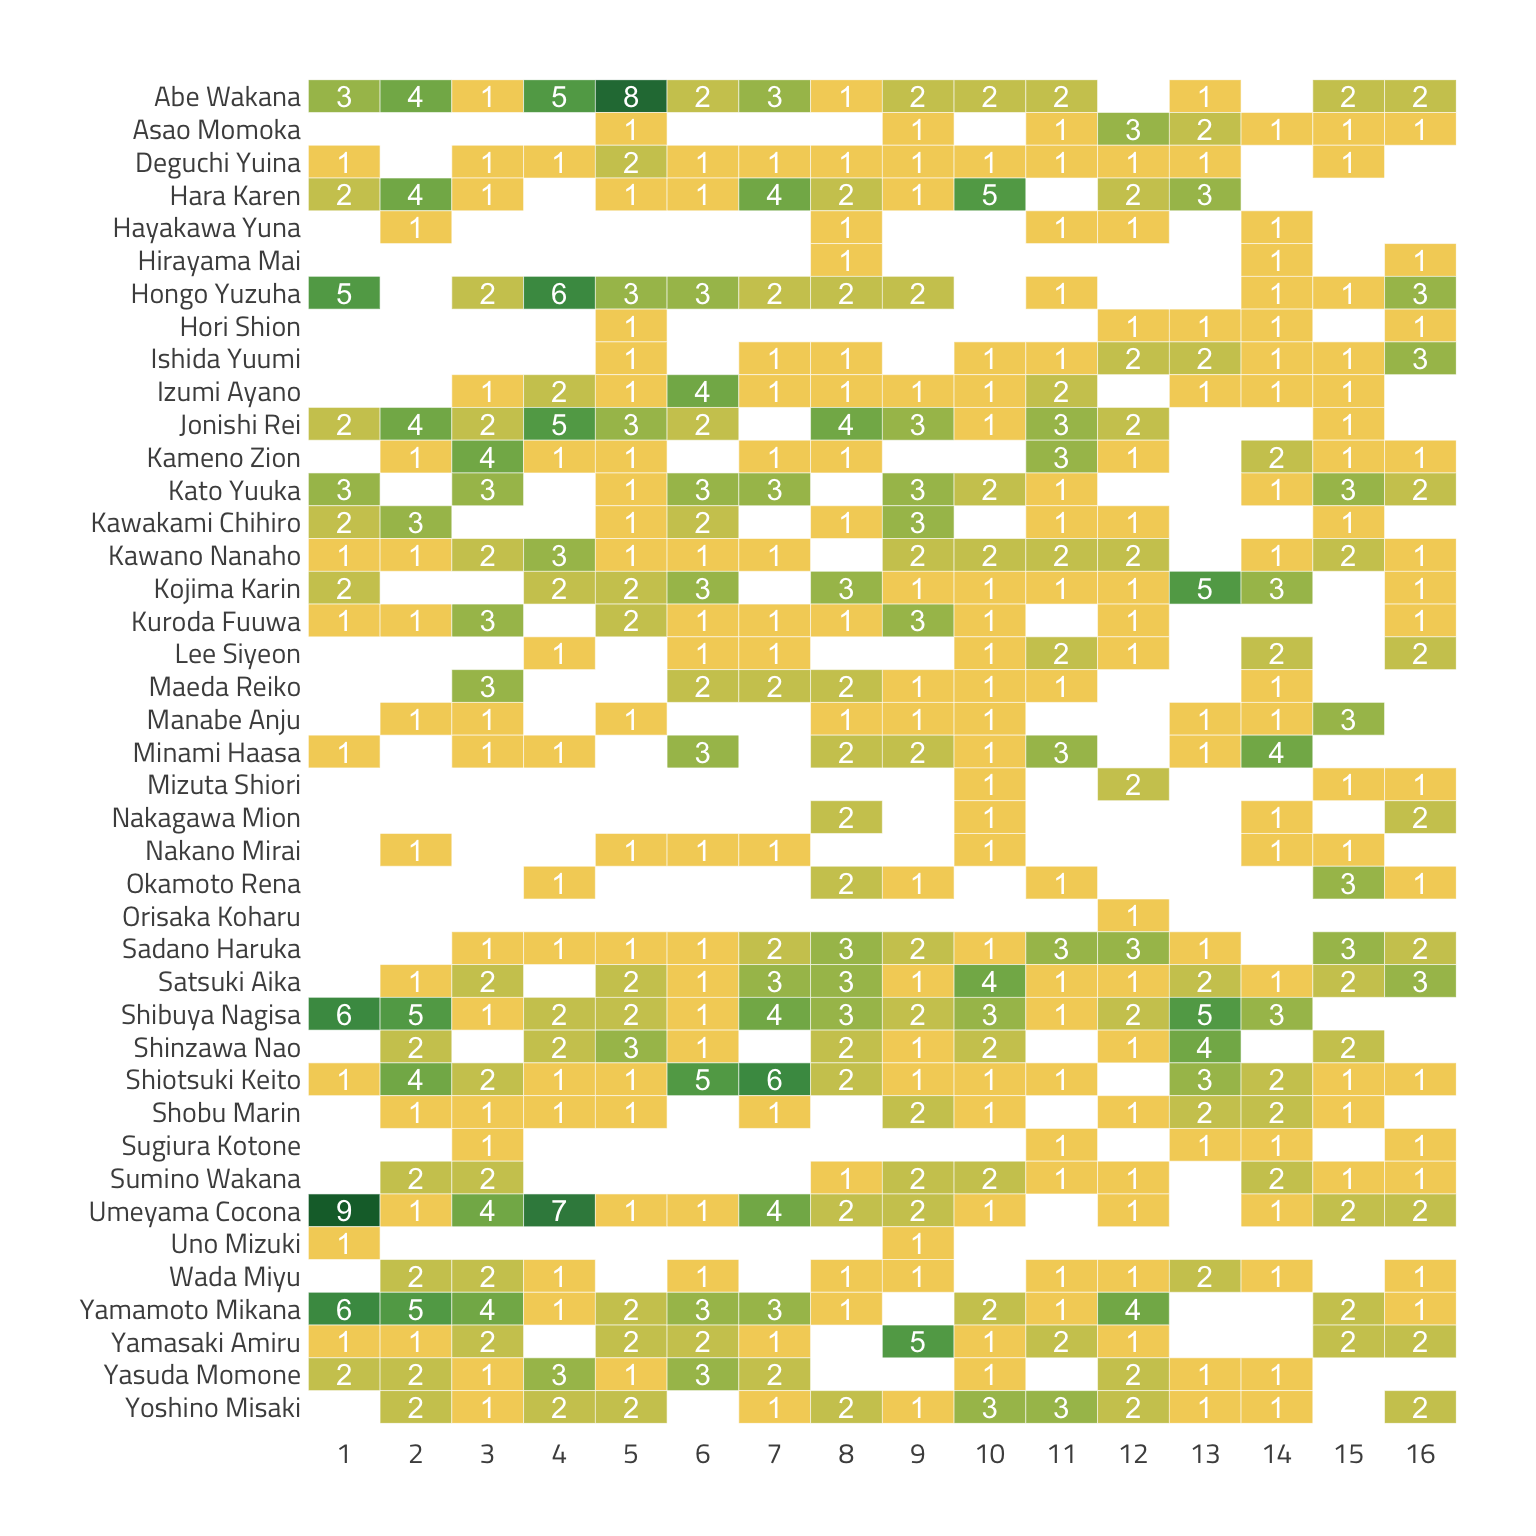 Abe Wakana 3 4 1 5 8 2 3 1 2 2 2 1 2 2
Asao Momoka 1 1 1 3 2 1 1 1
Deguchi Yuina 1 1 1 2 1 1 1 1 1 1 1 1 1
Hara Karen 2 4 1 1 1 4 2 1 5 2 3
Hayakawa Yuna 1 1 1 1 1
Hirayama Mai 1 1 1
Hongo Yuzuha 5 2 6 3 3 2 2 2 1 1 1 3
Hori Shion 1 1 1 1 1
Ishida Yuumi 1 1 1 1 1 2 2 1 1 3
Izumi Ayano 1 2 1 4 1 1 1 1 2 1 1 1
Jonishi Rei 2 4 2 5 3 2 4 3 1 3 2 1
Kameno Zion 1 4 1 1 1 1 3 1 2 1 1
Kato Yuuka 3 3 1 3 3 3 2 1 1 3 2
Kawakami Chihiro 2 3 1 2 1 3 1 1 1
Kawano Nanaho 1 1 2 3 1 1 1 2 2 2 2 1 2 1
Kojima Karin 2 2 2 3 3 1 1 1 1 5 3 1
Kuroda Fuuwa 1 1 3 2 1 1 1 3 1 1 1
Lee Siyeon 1 1 1 1 2 1 2 2
Maeda Reiko 3 2 2 2 1 1 1 1
Manabe Anju 1 1 1 1 1 1 1 1 3
Minami Haasa 1 1 1 3 2 2 1 3 1 4
Mizuta Shiori 1 2 1 1
Nakagawa Mion 2 1 1 2
Nakano Mirai 1 1 1 1 1 1 1
Okamoto Rena 1 2 1 1 3 1
Orisaka Koharu 1
Sadano Haruka 1 1 1 1 2 3 2 1 3 3 1 3 2
Satsuki Aika 1 2 2 1 3 3 1 4 1 1 2 1 2 3
Shibuya Nagisa 6 5 1 2 2 1 4 3 2 3 1 2 5 3
Shinzawa Nao 2 2 3 1 2 1 2 1 4 2
Shiotsuki Keito 1 4 2 1 1 5 6 2 1 1 1 3 2 1 1
Shobu Marin 1 1 1 1 1 2 1 1 2 2 1
Sugiura Kotone 1 1 1 1 1
Sumino Wakana 2 2 1 2 2 1 1 2 1 1
Umeyama Cocona 9 1 4 7 1 1 4 2 2 1 1 1 2 2
Uno Mizuki 1 1
Wada Miyu 2 2 1 1 1 1 1 1 2 1 1
Yamamoto Mikana 6 5 4 1 2 3 3 1 2 1 4 2 1
Yamasaki Amiru 1 1 2 2 2 1 5 1 2 1 2 2
Yasuda Momone 2 2 1 3 1 3 2 1 2 1 1
Yoshino Misaki 2 1 2 2 1 2 1 3 3 2 1 1 2
1 2 3 4 5 6 7 8 9 10 11 12 13 14 15 16